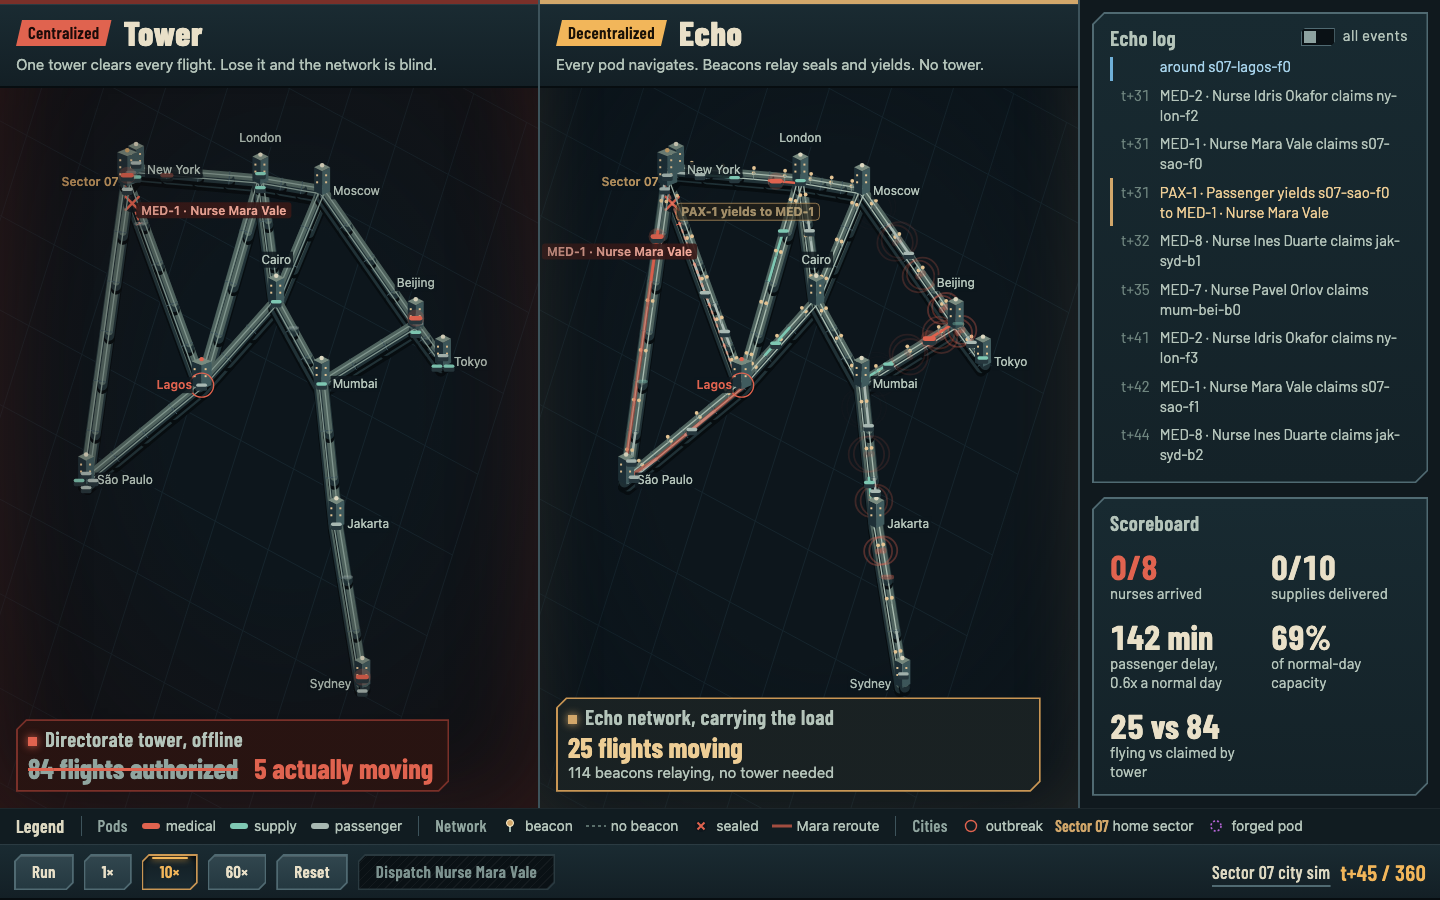 Centralized Tower
One tower clears every flight. Lose it and the network is blind.
London
New York
Sector 07
Moscow
MED-1 · Nurse Mara Vale
Cairo
Beijing
Tokyo
Lagos
Mumbai
São Paulo
Jakarta
Sydney
Directorate tower, offline
84 flights authorized 5 actually moving
Decentralized Echo
Every pod navigates. Beacons relay seals and yields. No tower.
London
New York
Sector 07
Moscow
PAX-1 yields to MED-1
MED-1 · Nurse Mara Vale
Cairo
Beijing
Tokyo
Lagos
Mumbai
São Paulo
Jakarta
Sydney
Echo network, carrying the load
25 flights moving
114 beacons relaying, no tower needed
Echo log
all events
around s07-lagos-f0
t+31 MED-2 · Nurse Idris Okafor claims ny-
lon-f2
t+31 MED-1 · Nurse Mara Vale claims s07-
sao-f0
t+31 PAX-1 · Passenger yields s07-sao-f0
to MED-1 · Nurse Mara Vale
t+32 MED-8 · Nurse Ines Duarte claims jak-
syd-b1
t+35 MED-7 · Nurse Pavel Orlov claims
mum-bei-b0
t+41 MED-2 · Nurse Idris Okafor claims ny-
lon-f3
t+42 MED-1 · Nurse Mara Vale claims s07-
sao-f1
t+44 MED-8 · Nurse Ines Duarte claims jak-
syd-b2
Scoreboard
0/8
nurses arrived
0/10
supplies delivered
142 min
passenger delay,
0.6x a normal day
69%
of normal-day
capacity
25 vs 84
flying vs claimed by
tower
Legend Pods medical supply passenger Network beacon no beacon sealed Mara reroute Cities outbreak Sector 07 home sector forged pod
Run 1× 10× 60× Reset Dispatch Nurse Mara Vale
Sector 07 city sim t+45 / 360